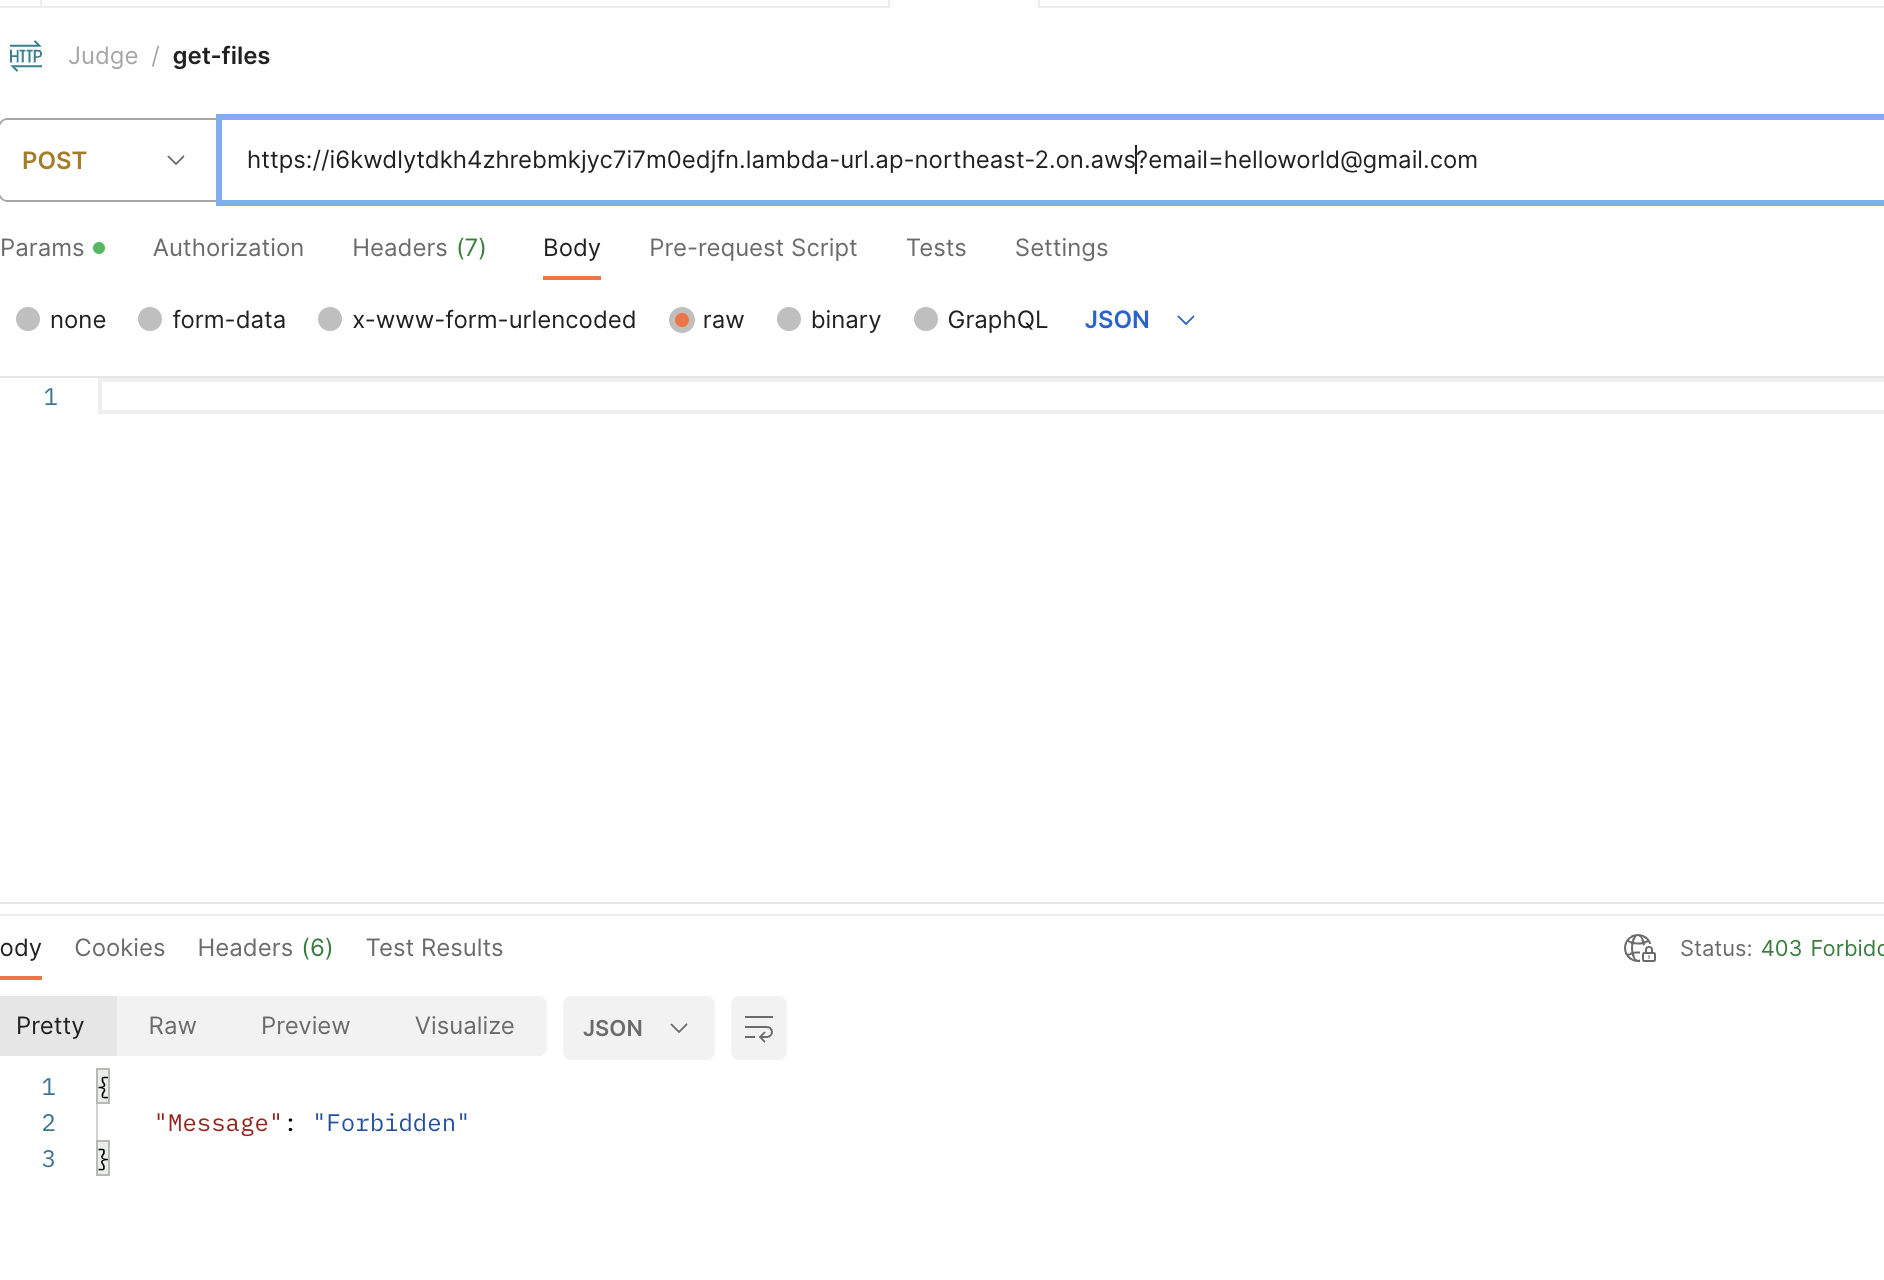 HTTP Judge / get-files
POST https://i6kwdlytdkh4zhrebmkjyc7i7m0edjfn.lambda-url.ap-northeast-2.on.aws?email=helloworld@gmail.com
Params Authorization Headers (7) Body Pre-request Script Tests Settings
none form-data x-www-form-urlencoded raw binary GraphQL JSON
1
ody Cookies Headers (6) Test Results Status: 403 Forbidd
Pretty Raw Preview Visualize JSON
1 {
2 "Message": "Forbidden"
3 }